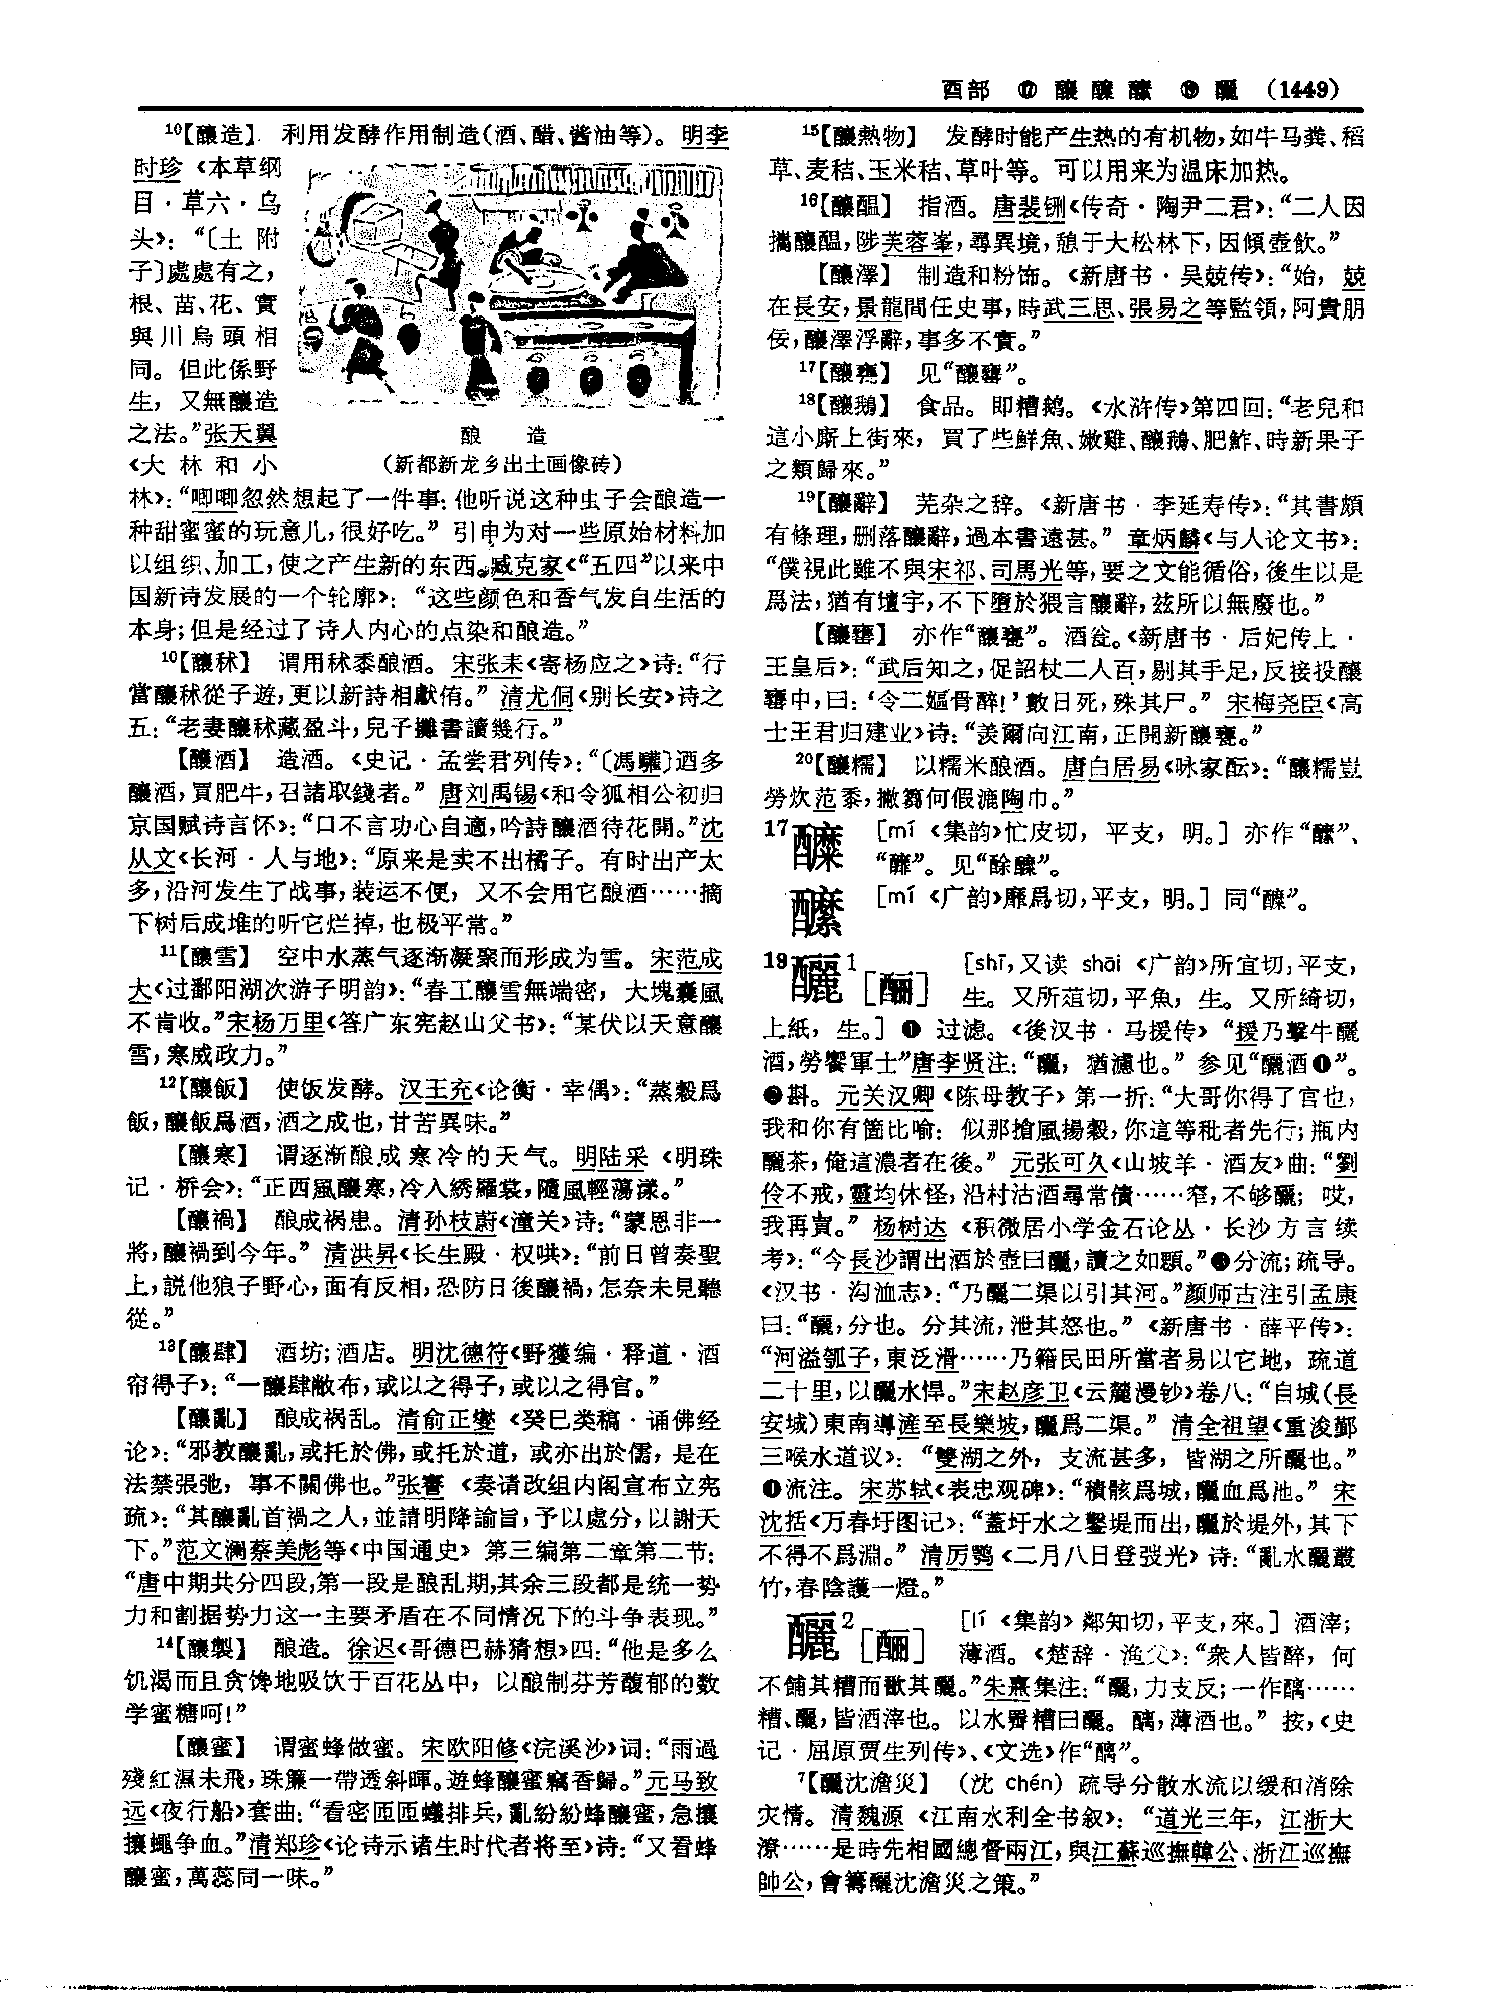 酉部 ⑰ 釀 醾 醿 ⑲ 釃 (1449)
¹⁰【釀造】 利用发酵作用制造(酒、醋、酱油等)。明李
时珍《本草纲
目·草六·乌
头》：“〔土附
子〕處處有之，
根、苗、花、實
與川烏頭相
同。但此係野
生，又無釀造
之法。”张天翼
《大林和小
酿 造
(新都新龙乡出土画像砖)
林》：“唧唧忽然想起了一件事：他听说这种虫子会酿造一
种甜蜜蜜的玩意儿，很好吃。”引申为对一些原始材料加
以组织、加工，使之产生新的东西。臧克家《“五四”以来中
国新诗发展的一个轮廓》：“这些颜色和香气发自生活的
本身；但是经过了诗人内心的点染和酿造。”
¹⁰【釀秫】 谓用秫黍酿酒。宋张耒《寄杨应之》诗：“行
當釀秫從子遊，更以新詩相獻侑。”清尤侗《别长安》诗之
五：“老妻釀秫藏盈斗，兒子攤書讀幾行。”
【釀酒】 造酒。《史记·孟尝君列传》：“〔馮驩〕迺多
釀酒，買肥牛，召諸取錢者。”唐刘禹锡《和令狐相公初归
京国赋诗言怀》：“口不言功心自適，吟詩釀酒待花開。”沈
从文《长河·人与地》：“原来是卖不出橘子。有时出产太
多，沿河发生了战事，装运不便，又不会用它酿酒……摘
下树后成堆的听它烂掉，也极平常。”
¹¹【釀雪】 空中水蒸气逐渐凝聚而形成为雪。宋范成
大《过鄱阳湖次游子明韵》：“春工釀雪無端密，大塊囊風
不肯收。”宋杨万里《答广东宪赵山父书》：“某伏以天意釀
雪，寒威政力。”
¹²【釀飯】 使饭发酵。汉王充《论衡·幸偶》：“蒸穀爲
飯，釀飯爲酒，酒之成也，甘苦異味。”
【釀寒】 谓逐渐酿成寒冷的天气。明陆采《明珠
记·桥会》：“正西風釀寒，冷入綉羅裳，隨風輕蕩漾。”
【釀禍】 酿成祸患。清孙枝蔚《潼关》诗：“蒙恩非一
將，釀禍到今年。”清洪昇《长生殿·权哄》：“前日曾奏聖
上，説他狼子野心，面有反相，恐防日後釀禍，怎奈未見聽
從。”
¹³【釀肆】 酒坊；酒店。明沈德符《野獲编·释道·酒
帘得子》：“一釀肆敝布，或以之得子，或以之得官。”
【釀亂】 酿成祸乱。清俞正燮《癸巳类稿·诵佛经
论》：“邪教釀亂，或托於佛，或托於道，或亦出於儒，是在
法禁張弛，事不關佛也。”张謇《奏请改组内阁宣布立宪
疏》：“其釀亂首禍之人，並請明降諭旨，予以處分，以謝天
下。”范文澜蔡美彪等《中国通史》第三编第二章第二节：
“唐中期共分四段，第一段是酿乱期，其余三段都是统一势
力和割据势力这一主要矛盾在不同情况下的斗争表现。”
¹⁴【釀製】 酿造。徐迟《哥德巴赫猜想》四：“他是多么
饥渴而且贪馋地吸饮于百花丛中，以酿制芬芳馥郁的数
学蜜糖呵！”
【釀蜜】 谓蜜蜂做蜜。宋欧阳修《浣溪沙》词：“雨過
殘紅濕未飛，珠簾一帶透斜暉。遊蜂釀蜜竊香歸。”元马致
远《夜行船》套曲：“看密匝匝蟻排兵，亂紛紛蜂釀蜜，急攘
攘蠅争血。”清郑珍《论诗示诸生时代者将至》诗：“又看蜂
釀蜜，萬蕊同一味。”
¹⁵【釀熱物】 发酵时能产生热的有机物，如牛马粪、稻
草、麦秸、玉米秸、草叶等。可以用来为温床加热。
¹⁶【釀醖】 指酒。唐裴铏《传奇·陶尹二君》：“二人因
攜釀醖，陟芙蓉峯，尋異境，憩于大松林下，因傾壺飲。”
【釀澤】 制造和粉饰。《新唐书·吴兢传》：“始，兢
在長安，景龍間任史事，時武三思、張易之等監領，阿貴朋
佞，釀澤浮辭，事多不實。”
¹⁷【釀甕】 见“釀罋”。
¹⁸【釀鵝】 食品。即糟鹅。《水浒传》第四回：“老兒和
這小廝上街來，買了些鮮魚、嫩雞、釀鵝、肥鮓、時新果子
之類歸來。”
¹⁹【釀辭】 芜杂之辞。《新唐书·李延寿传》：“其書頗
有條理，删落釀辭，過本書遠甚。”章炳麟《与人论文书》：
“僕視此雖不與宋祁、司馬光等，要之文能循俗，後生以是
爲法，猶有壇宇，不下墮於猥言釀辭，兹所以無廢也。”
【釀罋】 亦作“釀甕”。酒瓮。《新唐书·后妃传上·
王皇后》：“武后知之，促詔杖二人百，剔其手足，反接投釀
罋中，曰：‘令二嫗骨醉！’數日死，殊其尸。”宋梅尧臣《高
士王君归建业》诗：“羡爾向江南，正開新釀甕。”
²⁰【釀糯】 以糯米酿酒。唐白居易《咏家酝》：“釀糯豈
勞炊范黍，撇蒭何假漉陶巾。”
17 醾 [mí 《集韵》忙皮切，平支，明。] 亦作“醿”、
“醾”。见“酴醾”。
醿 [mí 《广韵》靡爲切，平支，明。] 同“醾”。
19 釃¹[酾] [shī，又读 shāi 《广韵》所宜切，平支，
生。又所葅切，平魚，生。又所綺切，
上紙，生。] ❶ 过滤。《後汉书·马援传》“援乃擊牛釃
酒，勞饗軍士”唐李贤注：“釃，猶濾也。”参见“釃酒❶”。
❷斟。元关汉卿《陈母教子》第一折：“大哥你得了官也，
我和你有箇比喻：似那搶風揚穀，你這等秕者先行；瓶内
釃茶，俺這濃者在後。”元张可久《山坡羊·酒友》曲：“劉
伶不戒，靈均休怪，沿村沽酒尋常債……窄，不够釃；哎，
我再賣。”杨树达《积微居小学金石论丛·长沙方言续
考》：“今長沙謂出酒於壺曰釃，讀之如顋。”❸分流；疏导。
《汉书·沟洫志》：“乃釃二渠以引其河。”颜师古注引孟康
曰：“釃，分也。分其流，泄其怒也。”《新唐书·薛平传》：
“河溢瓠子，東泛滑……乃籍民田所當者易以它地，疏道
二十里，以釃水悍。”宋赵彦卫《云麓漫钞》卷八：“自城(長
安城)東南導滻至長樂坡，釃爲二渠。”清全祖望《重浚鄞
三喉水道议》：“雙湖之外，支流甚多，皆湖之所釃也。”
❹流注。宋苏轼《表忠观碑》：“積骸爲城，釃血爲池。”宋
沈括《万春圩图记》：“蓋圩水之鑿堤而出，釃於堤外，其下
不得不爲淵。”清厉鹗《二月八日登弢光》诗：“亂水釃叢
竹，春陰護一燈。”
釃²[酾] [lí 《集韵》鄰知切，平支，來。] 酒滓；
薄酒。《楚辞·渔父》：“衆人皆醉，何
不餔其糟而歠其釃。”朱熹集注：“釃，力支反；一作醨……
糟、釃，皆酒滓也。以水㽀糟曰釃。醨，薄酒也。”按，《史
记·屈原贾生列传》、《文选》作“醨”。
⁷【釃沈澹災】 (沈 chén) 疏导分散水流以缓和消除
灾情。清魏源《江南水利全书叙》：“道光三年，江浙大
潦……是時先相國總督兩江，與江蘇巡撫韓公、浙江巡撫
帥公，會籌釃沈澹災之策。”